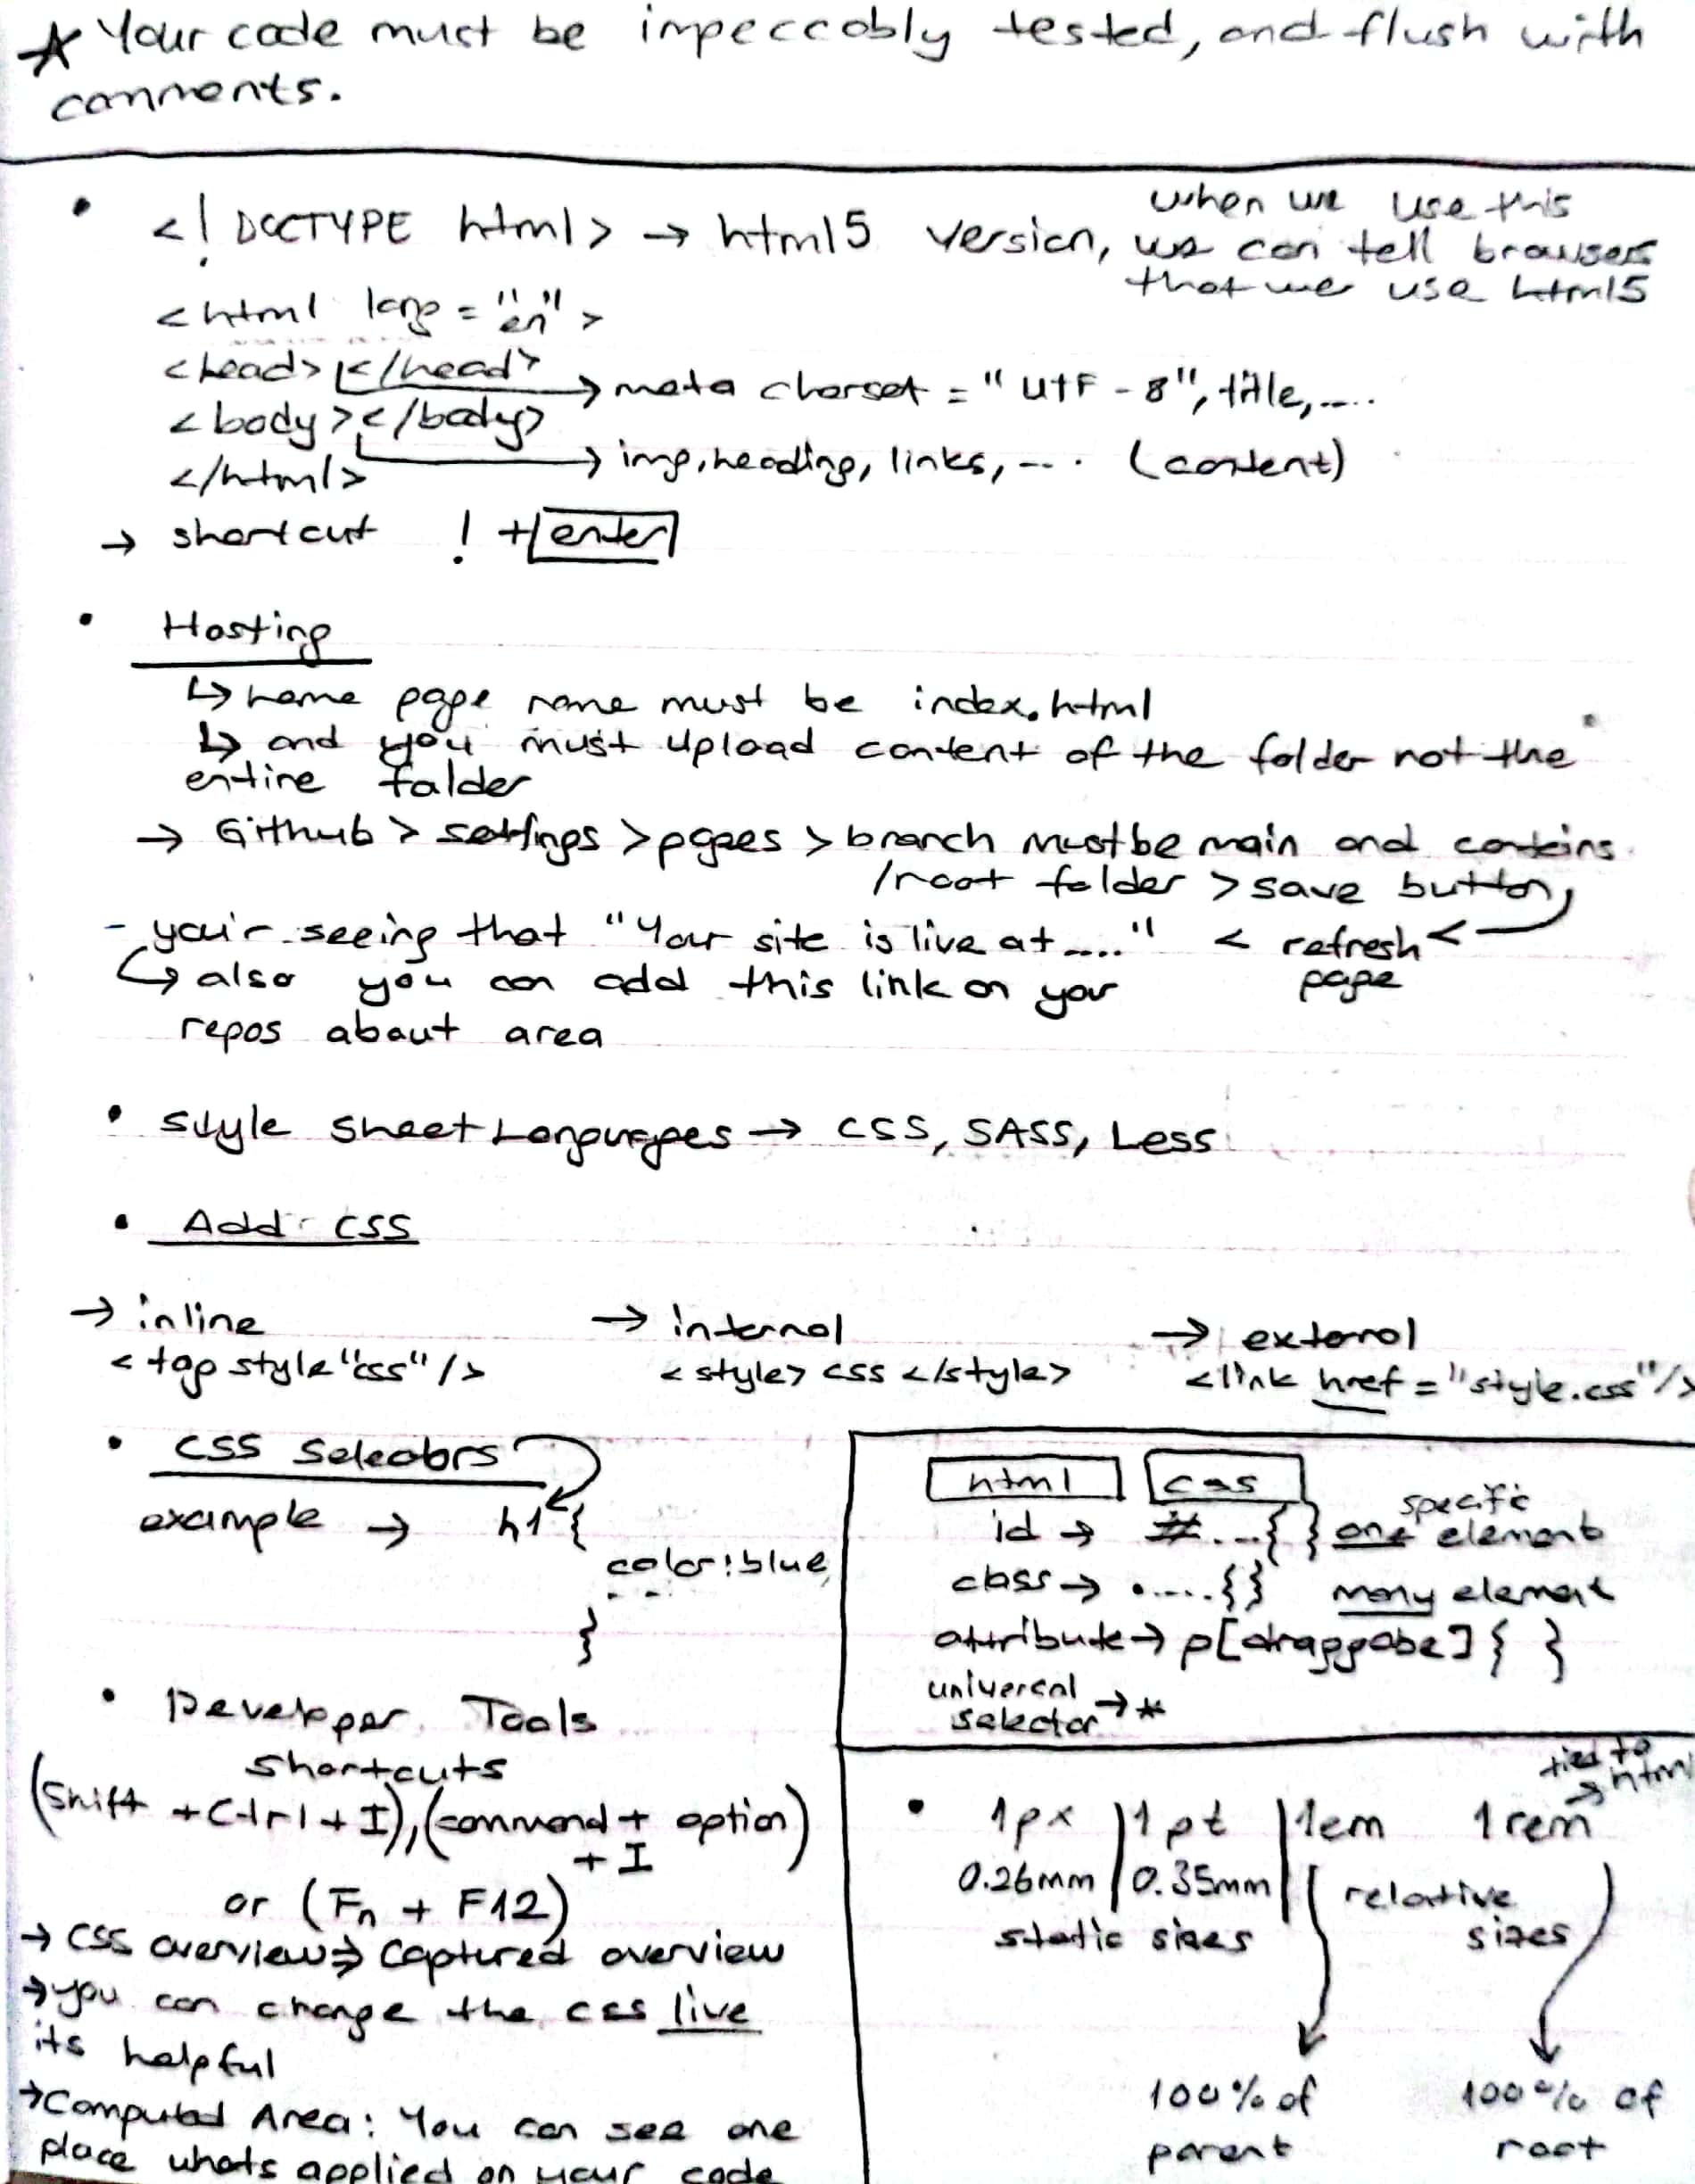 ★ Your code must be impeccably tested, and flush with
comments.
• <! DOCTYPE html> → html5 version, when we use this
we can tell browsers
that we use html5
<html lang = "en">
<head> </head>
→ meta charset = "UTF-8", title,....
<body></body>
→ img, heading, links, .... (content)
</html>
→ shortcut ! + enter
• Hosting
↳ home page name must be index.html
↳ and you must upload content of the folder not the
entire folder
→ Github > settings > pages > branch must be main and contains
/root folder > save button
- your seeing that "Your site is live at ...." < refresh <
page
↳ also you can add this link on your
repos about area
• Style Sheet Languages → CSS, SASS, Less
• Add CSS
→ inline
<tag style"css"/>
→ internal
<style> css </style>
→ external
<link href = "style.css"/>
• CSS Selectors
example → h1 {
color: blue,
....
}
html css
id → #...{ } one specific element
class → .....{} many element
attribute → p[draggabe] { }
universal
selector → *
• Developer Tools
shortcuts
(Shift + Ctrl + I), (command + option
+ I)
or (Fn + F12)
→ CSS overview → Captured overview
→ you can change the css live
its helpful
→ Computed Area: You can see one
place whats applied on your code
• 1px | 1pt | 1em 1rem → tied to html
0.26mm | 0.35mm | relative
static sizes sizes
100% of
parent
100% of
root